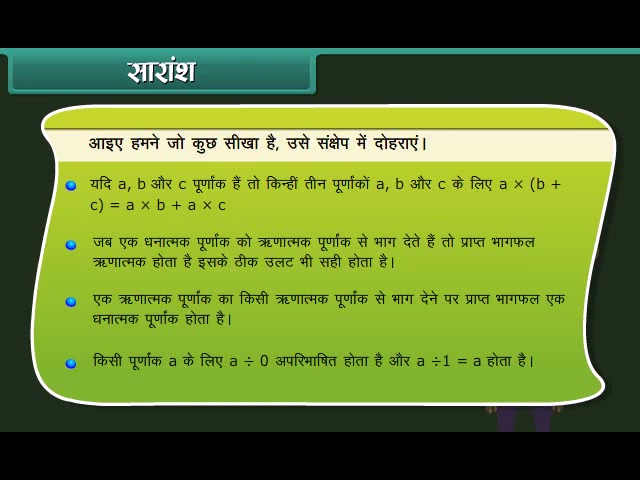 सारांश
आइए हमने जो कुछ सीखा है, उसे संक्षेप में दोहराएं।
यदि a, b और c पूर्णांक हैं तो किन्हीं तीन पूर्णांकों a, b और c के लिए a × (b +
c) = a × b + a × c
जब एक धनात्मक पूर्णांक को ऋणात्मक पूर्णांक से भाग देते हैं तो प्राप्त भागफल
ऋणात्मक होता है इसके ठीक उलट भी सही होता है।
एक ऋणात्मक पूर्णांक का किसी ऋणात्मक पूर्णांक से भाग देने पर प्राप्त भागफल एक
धनात्मक पूर्णांक होता है।
किसी पूर्णांक a के लिए a ÷ 0 अपरिभाषित होता है और a ÷1 = a होता है।